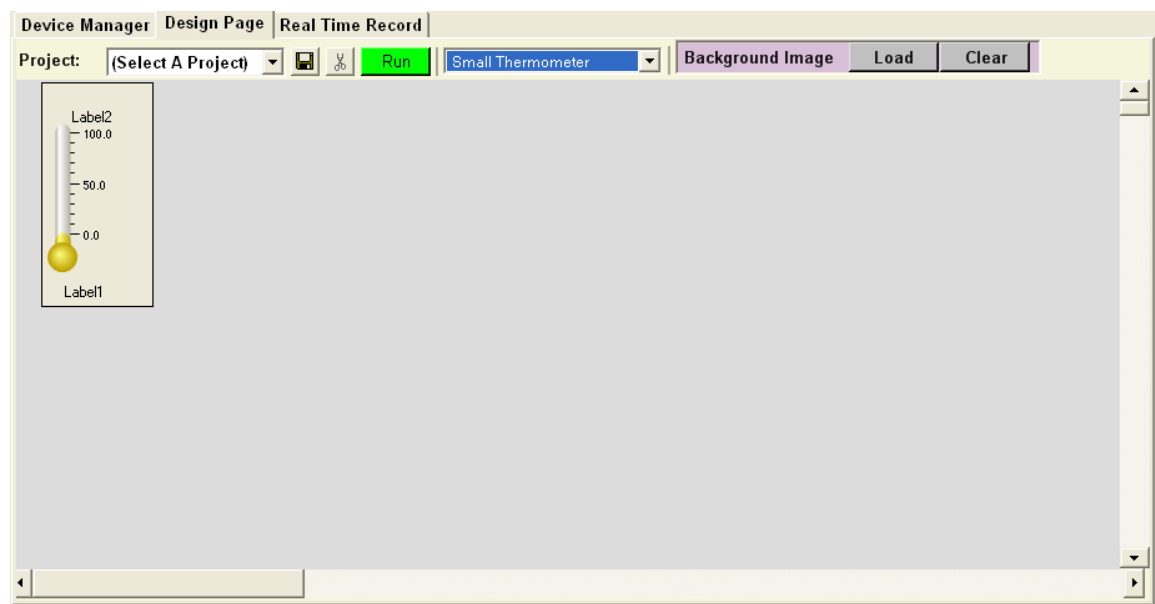 Device Manager Design Page Real Time Record
Project: (Select A Project) Run Small Thermometer Background Image Load Clear
Label2
100.0
50.0
0.0
Label1